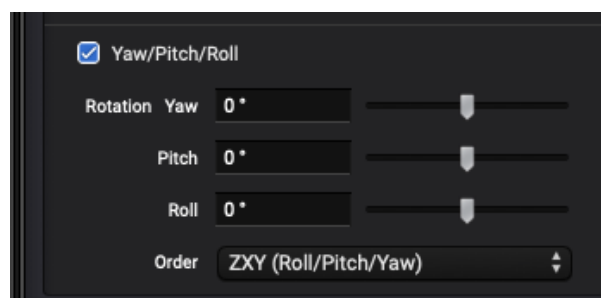 Yaw/Pitch/Roll
Rotation Yaw 0°
Pitch 0°
Roll 0°
Order ZXY (Roll/Pitch/Yaw)